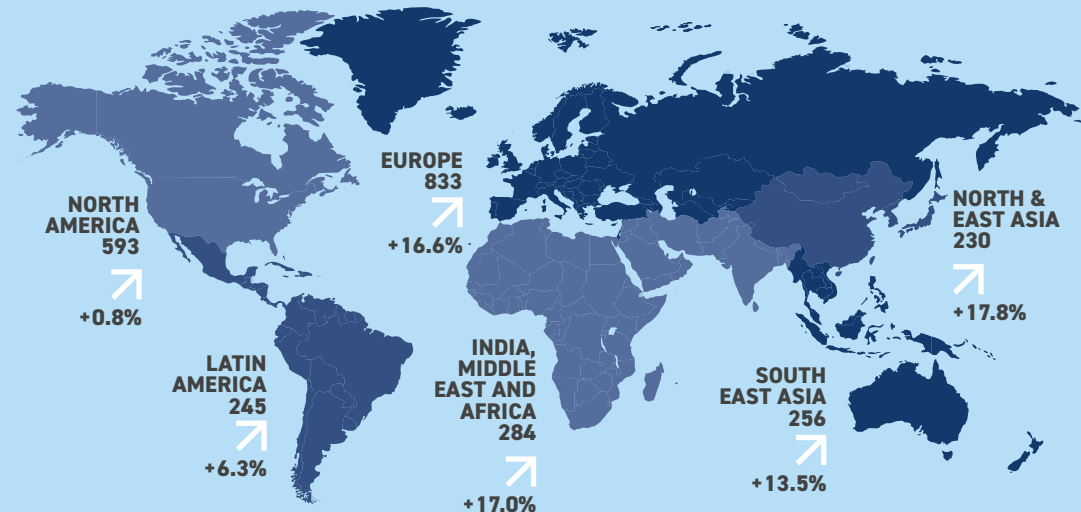 NORTH
AMERICA
593
+0.8%
EUROPE
833
+16.6%
NORTH &
EAST ASIA
230
+17.8%
LATIN
AMERICA
245
+6.3%
INDIA,
MIDDLE
EAST AND
AFRICA
284
+17.0%
SOUTH
EAST ASIA
256
+13.5%